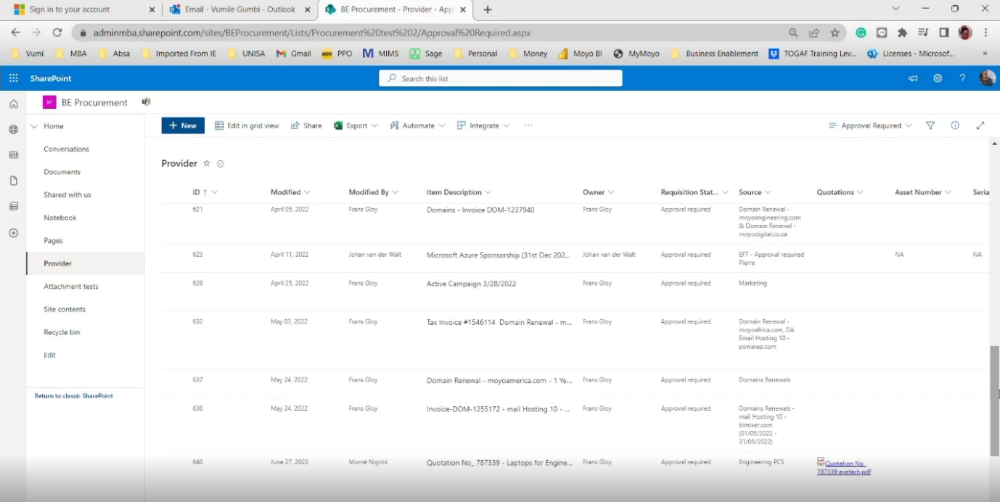 Sign in to your account
Email - Vumile Gumbi - Outlook
BE Procurement - Provider - App
adminmba.sharepoint.com/sites/BEProcurement/Lists/Procurement%20test%202/Approval%20Required.aspx
Vumi MBA Absa Imported From IE UNISA Gmail PPO MIMS Sage Personal Money Moyo BI MyMoyo Business Enablement TOGAF Training Lev... Licenses - Microsof... »
SharePoint
Search this list
BP BE Procurement
Home
Conversations
Documents
Shared with us
Notebook
Pages
Provider
Attachment tests
Site contents
Recycle bin
Edit
Return to classic SharePoint
+ New Edit in grid view Share Export Automate Integrate ... Approval Required
Provider
ID ↑ Modified Modified By Item Description Owner Requisition Stat... Source Quotations Asset Number Seria
621 April 05, 2022 Frans Gloy Domains - Invoice DOM-1237940 Frans Gloy Approval required Domain Renewal -
moyoengineering.com
& Domain Renewal -
moyodigital.co.za
623 April 11, 2022 Johan van der Walt Microsoft Azure Sponsorship (31st Dec 202... Johan van der Walt Approval required EFT - Approval required NA NA
Pierre
628 April 25, 2022 Frans Gloy Active Campaign 3/28/2022 Frans Gloy Approval required Marketing
632 May 03, 2022 Frans Gloy Tax Invoice #1546114 Domain Renewal - m... Frans Gloy Approval required Domain Renewal -
moyoafrica.com, DA
Email Hosting 10 -
powarep.com
637 May 24, 2022 Frans Gloy Domain Renewal - moyoamerica.com - 1 Ye... Frans Gloy Approval required Domains Renewals
638 May 24, 2022 Frans Gloy Invoice-DOM-1255172 - mail Hosting 10 - ... Frans Gloy Approval required Domains Renewals -
mail Hosting 10 -
bimixer.com
(01/05/2022 -
31/05/2022)
646 June 27, 2022 Morné Nigrini Quotation No_ 787339 - Laptops for Engine... Frans Gloy Approval required Engineering PCS Quotation No_
787339 evetech.pdf